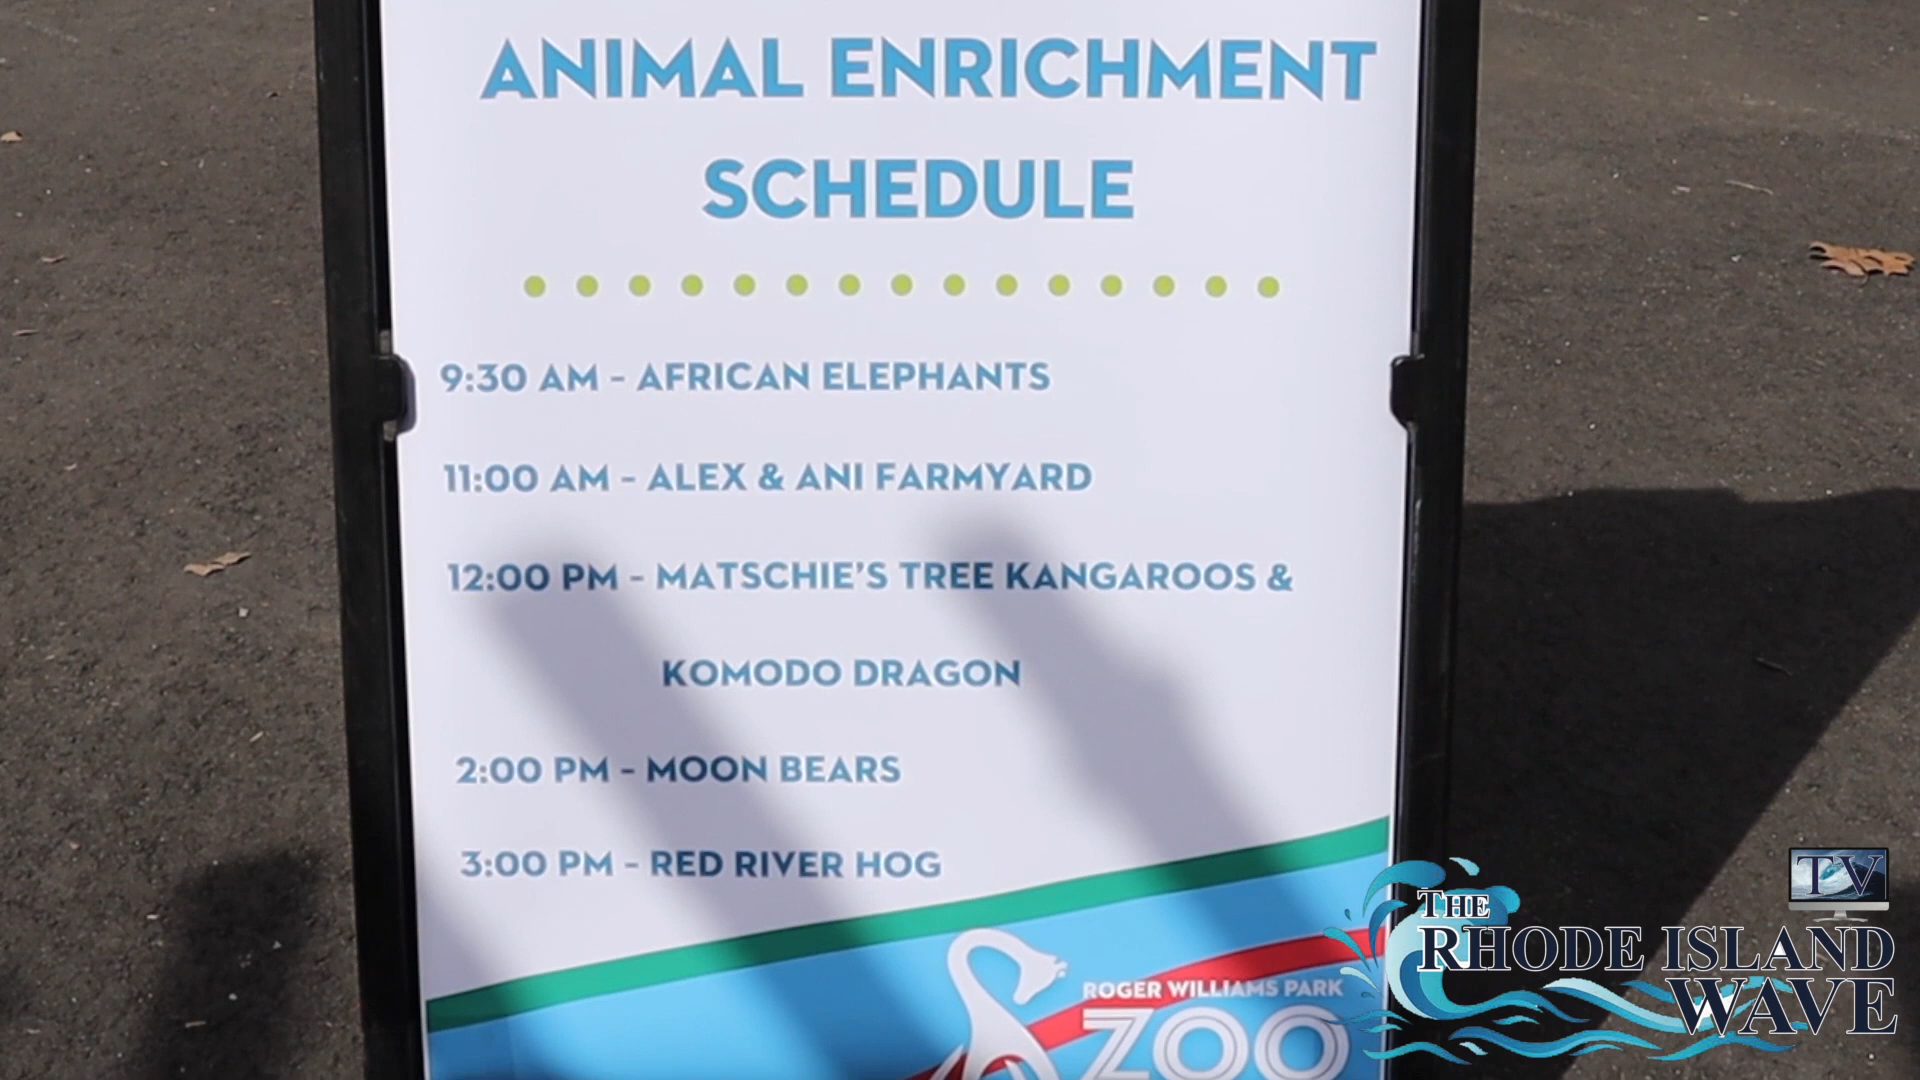 ANIMAL ENRICHMENT
SCHEDULE
9:30 AM - AFRICAN ELEPHANTS
11:00 AM - ALEX & ANI FARMYARD
12:00 PM - MATSCHIE'S TREE KANGAROOS &
KOMODO DRAGON
2:00 PM - MOON BEARS
3:00 PM - RED RIVER HOG
ROGER WILLIAMS PARK
ZOO
TV
THE
RHODE ISLAND
WAVE